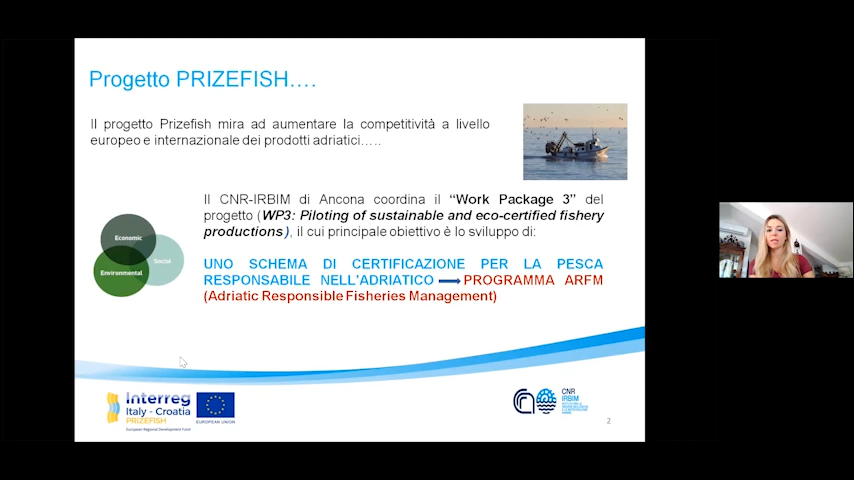 Progetto PRIZEFISH….
Il progetto Prizefish mira ad aumentare la competitività a livello
europeo e internazionale dei prodotti adriatici…..
Il CNR-IRBIM di Ancona coordina il “Work Package 3” del
progetto (WP3: Piloting of sustainable and eco-certified fishery
productions), il cui principale obiettivo è lo sviluppo di:
Economic
Social
Environmental
UNO SCHEMA DI CERTIFICAZIONE PER LA PESCA
RESPONSABILE NELL'ADRIATICO PROGRAMMA ARFM
(Adriatic Responsible Fisheries Management)
Interreg
Italy - Croatia
PRIZEFISH
European Regional Development Fund
EUROPEAN UNION
CNR
IRBIM
2